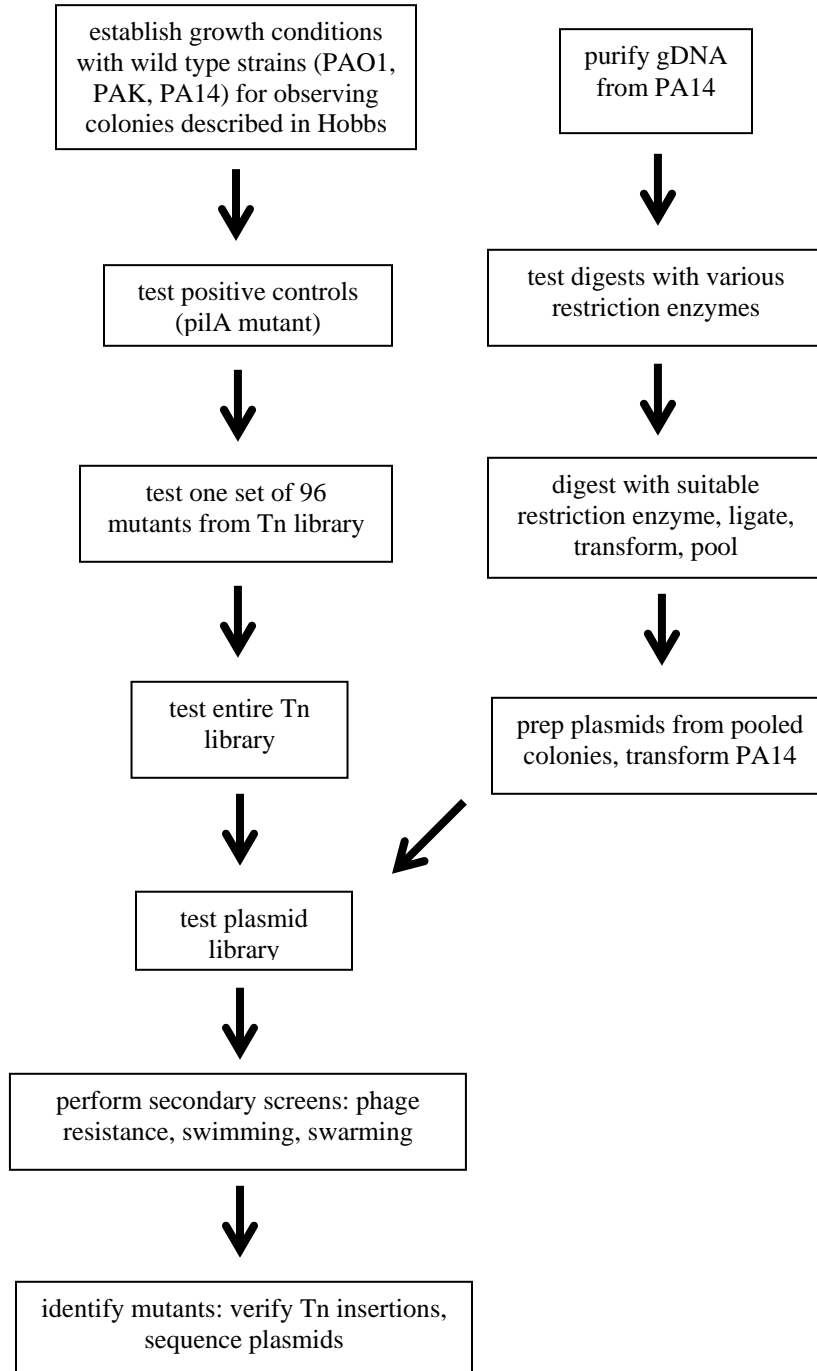 establish growth conditions
with wild type strains (PAO1,
PAK, PA14) for observing
colonies described in Hobbs
test positive controls
(pilA mutant)
test one set of 96
mutants from Tn library
test entire Tn
library
test plasmid
library
perform secondary screens: phage
resistance, swimming, swarming
identify mutants: verify Tn insertions,
sequence plasmids
purify gDNA
from PA14
test digests with various
restriction enzymes
digest with suitable
restriction enzyme, ligate,
transform, pool
prep plasmids from pooled
colonies, transform PA14